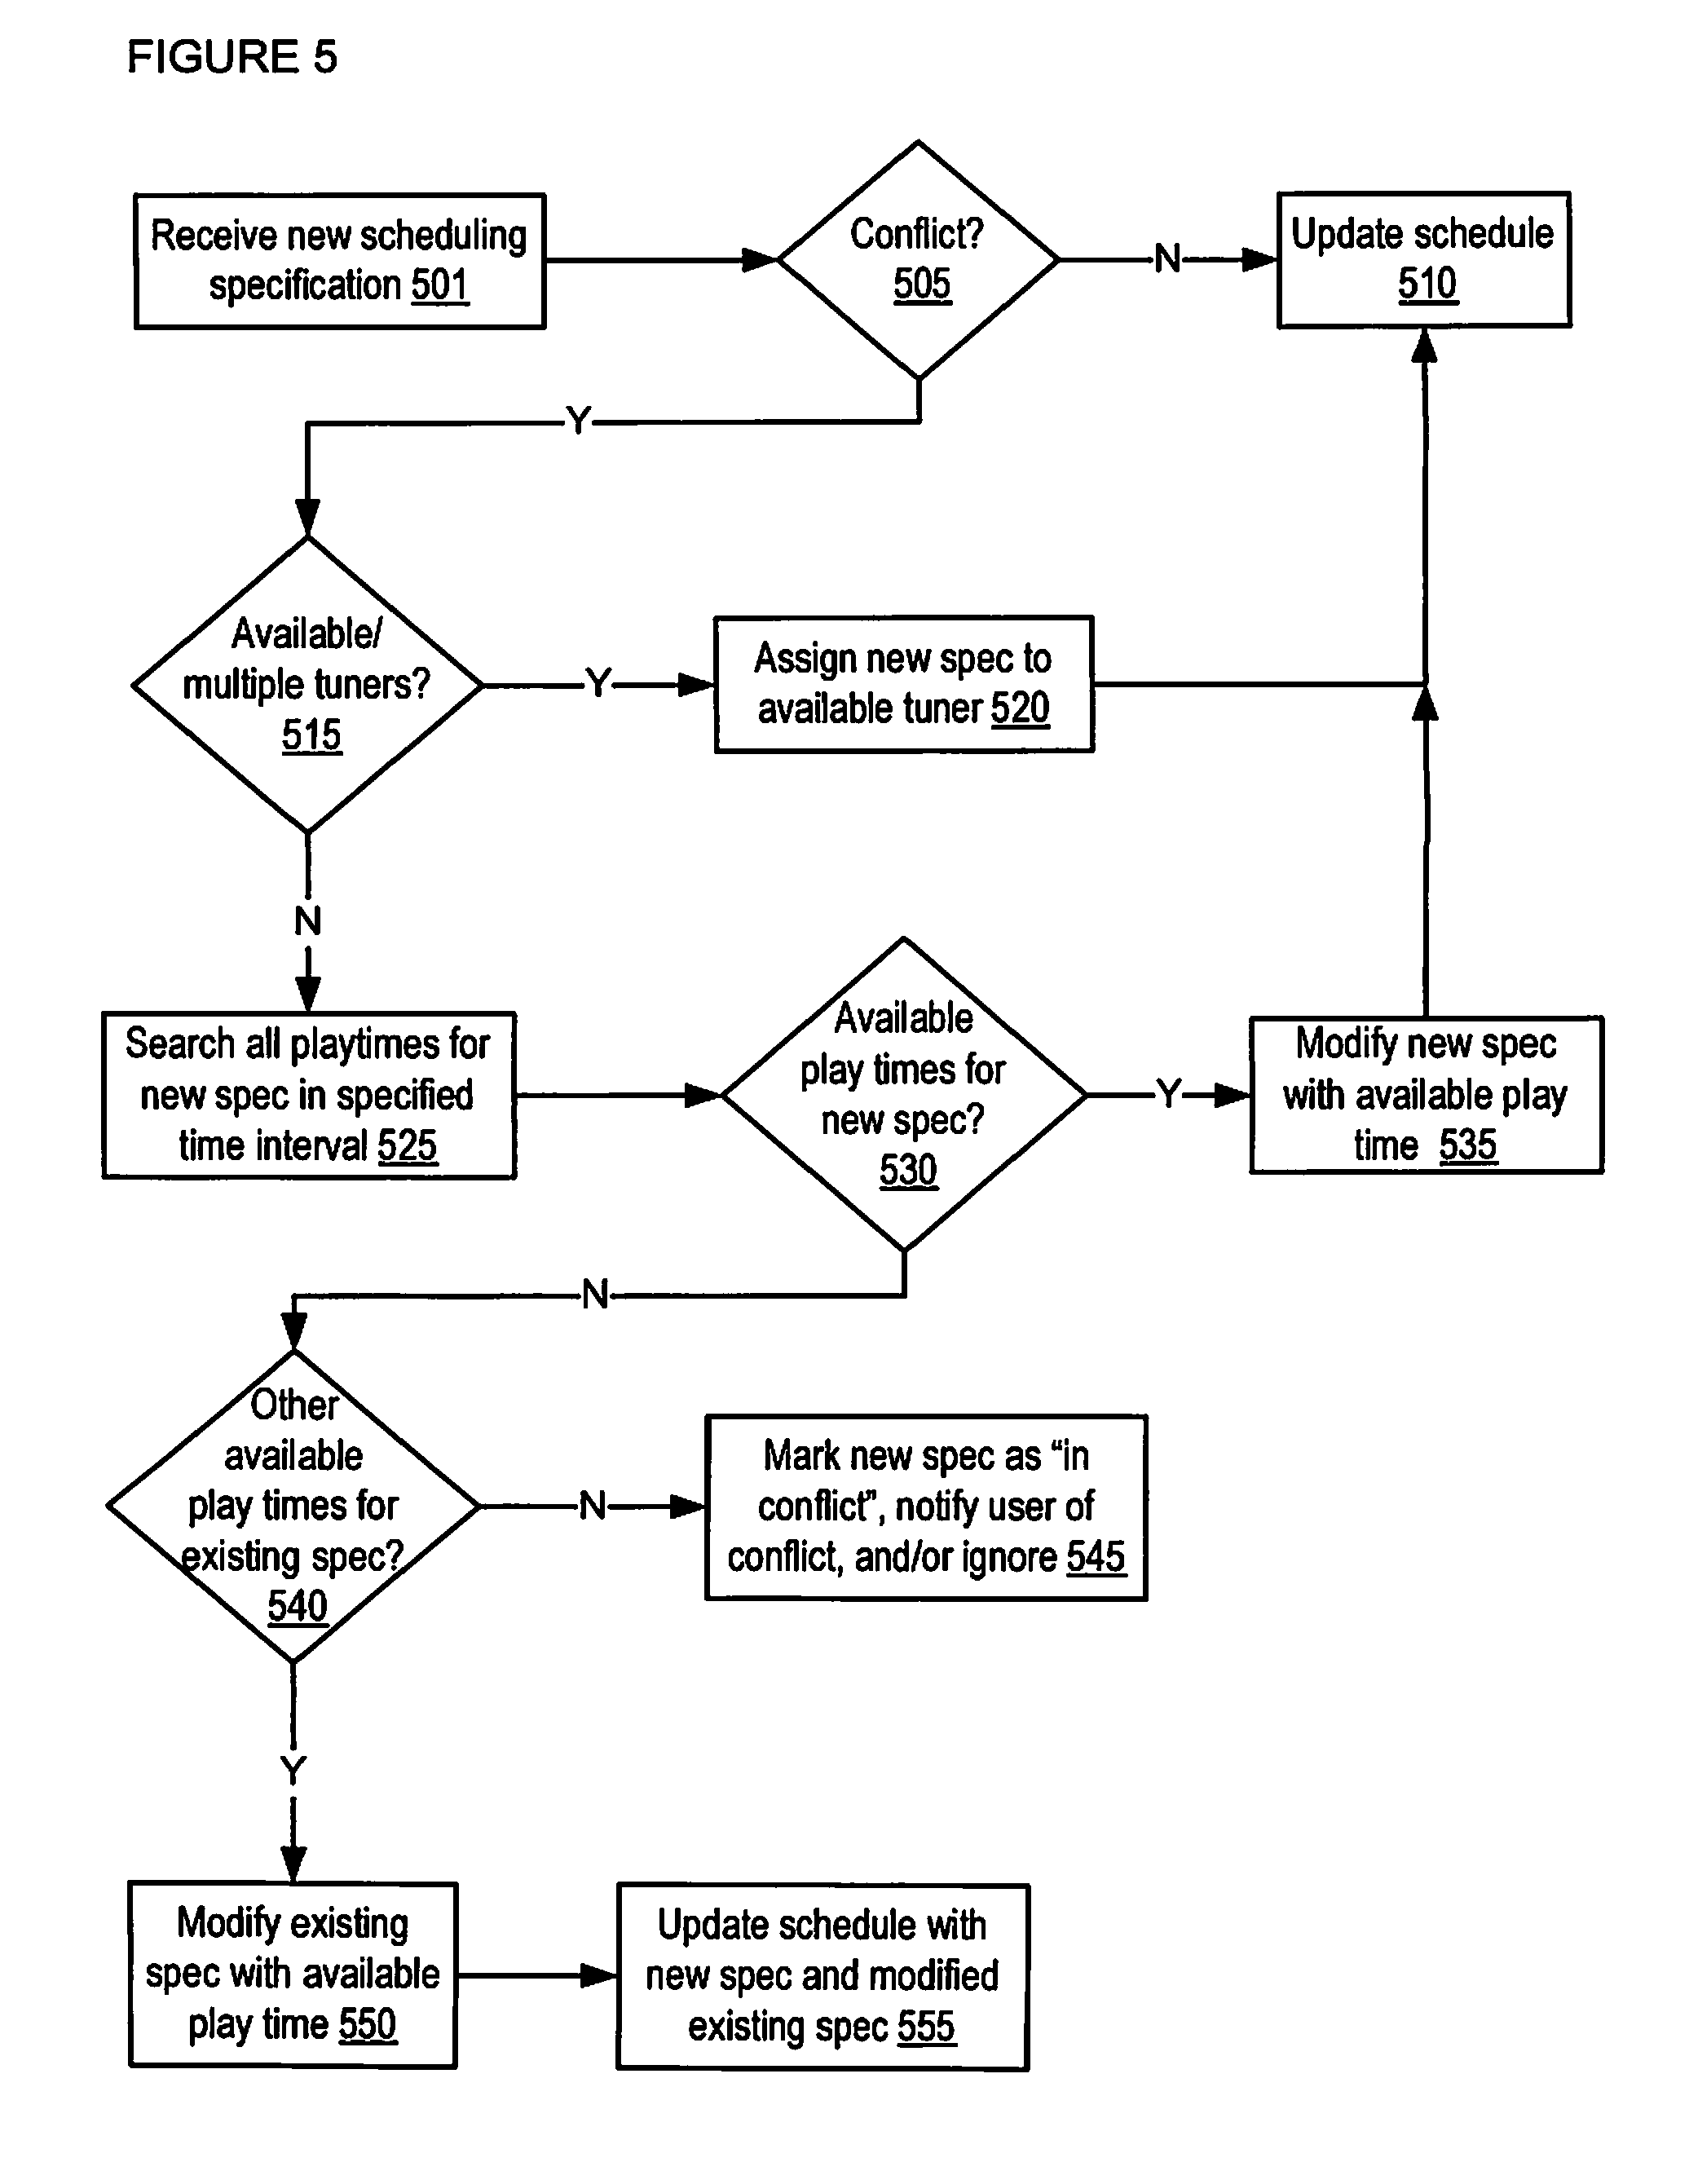 FIGURE 5
Receive new scheduling
specification 501
Conflict?
505
N
Update schedule
510
Y
Available/
multiple tuners?
515
Y
Assign new spec to
available tuner 520
N
Search all playtimes for
new spec in specified
time interval 525
Available
play times for
new spec?
530
Y
Modify new spec
with available play
time 535
N
Other
available
play times for
existing spec?
540
N
Mark new spec as “in
conflict”, notify user of
conflict, and/or ignore 545
Y
Modify existing
spec with available
play time 550
Update schedule with
new spec and modified
existing spec 555